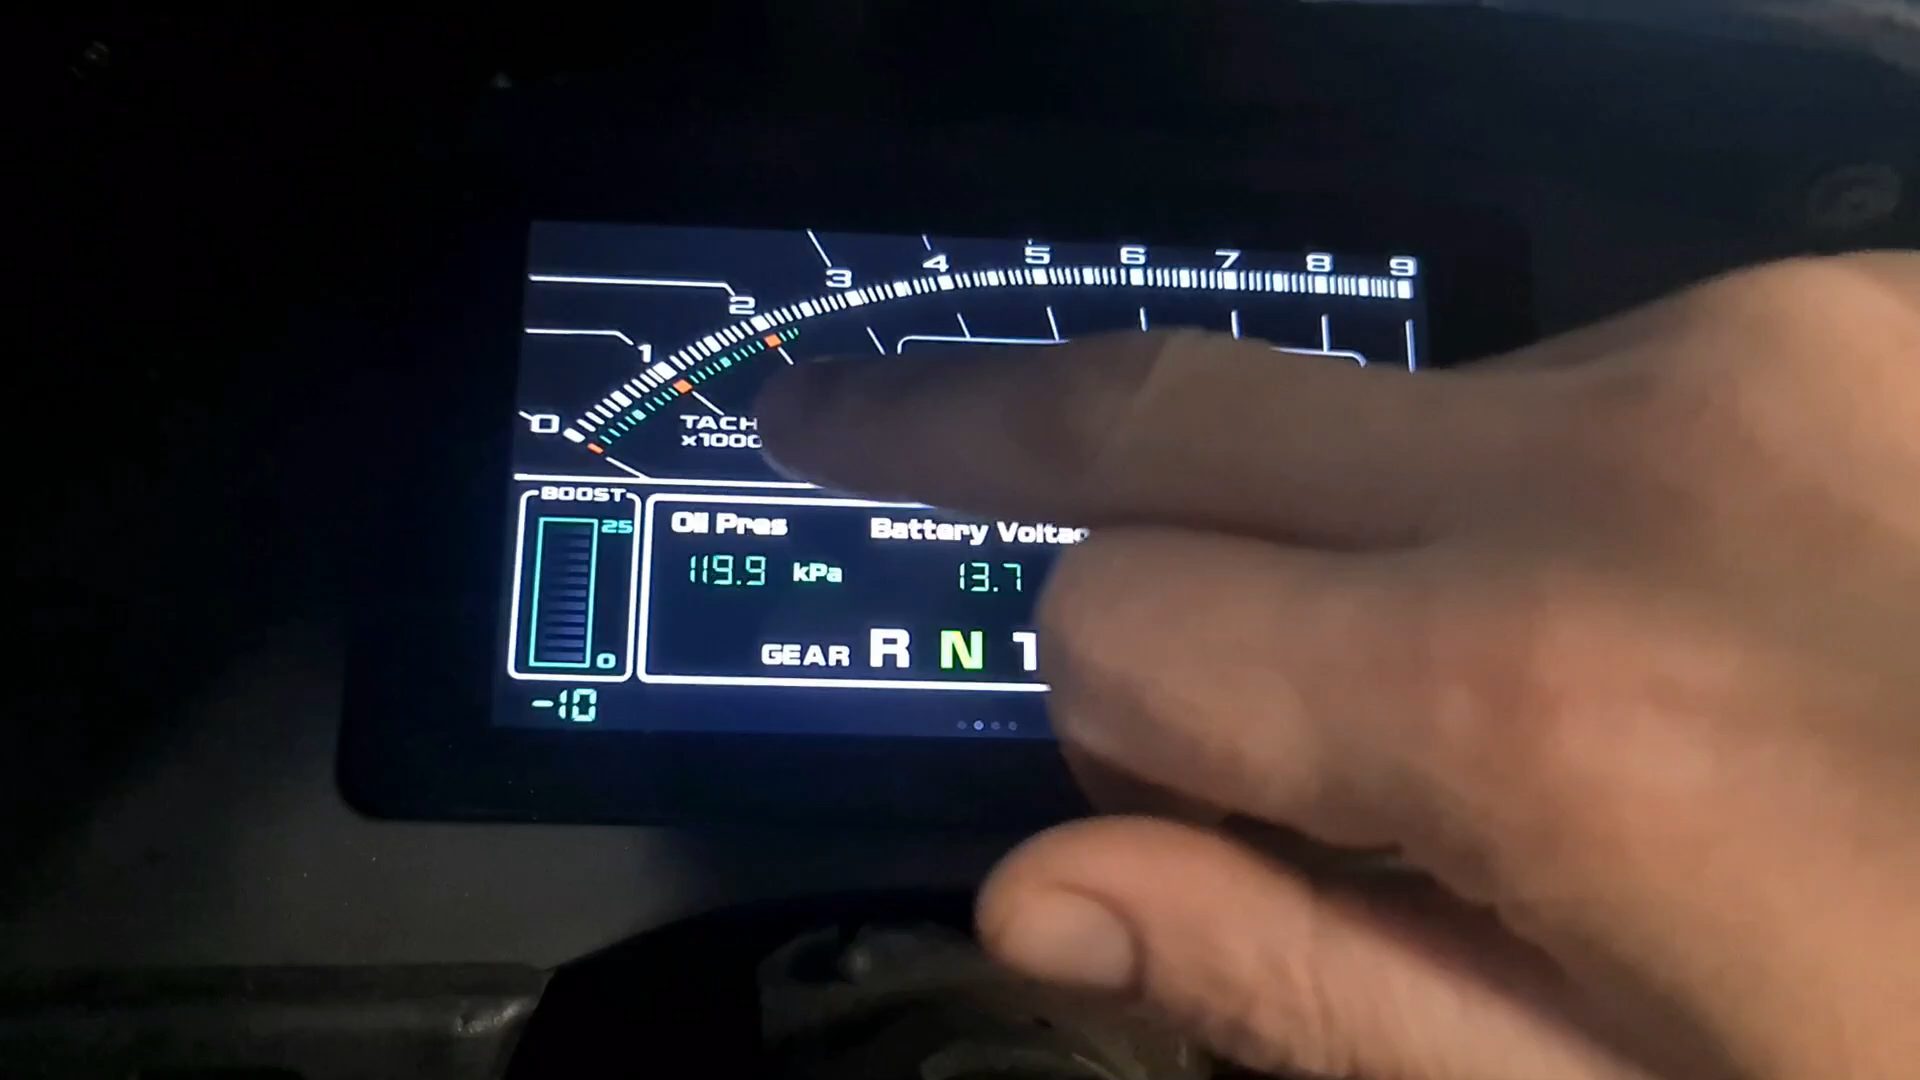 0 1 2 3 4 5 6 7 8 9
TACH
x1000
BOOST
25
0
-10
Oil Pres
119.9 kPa
Battery
13.7
GEAR R N 1